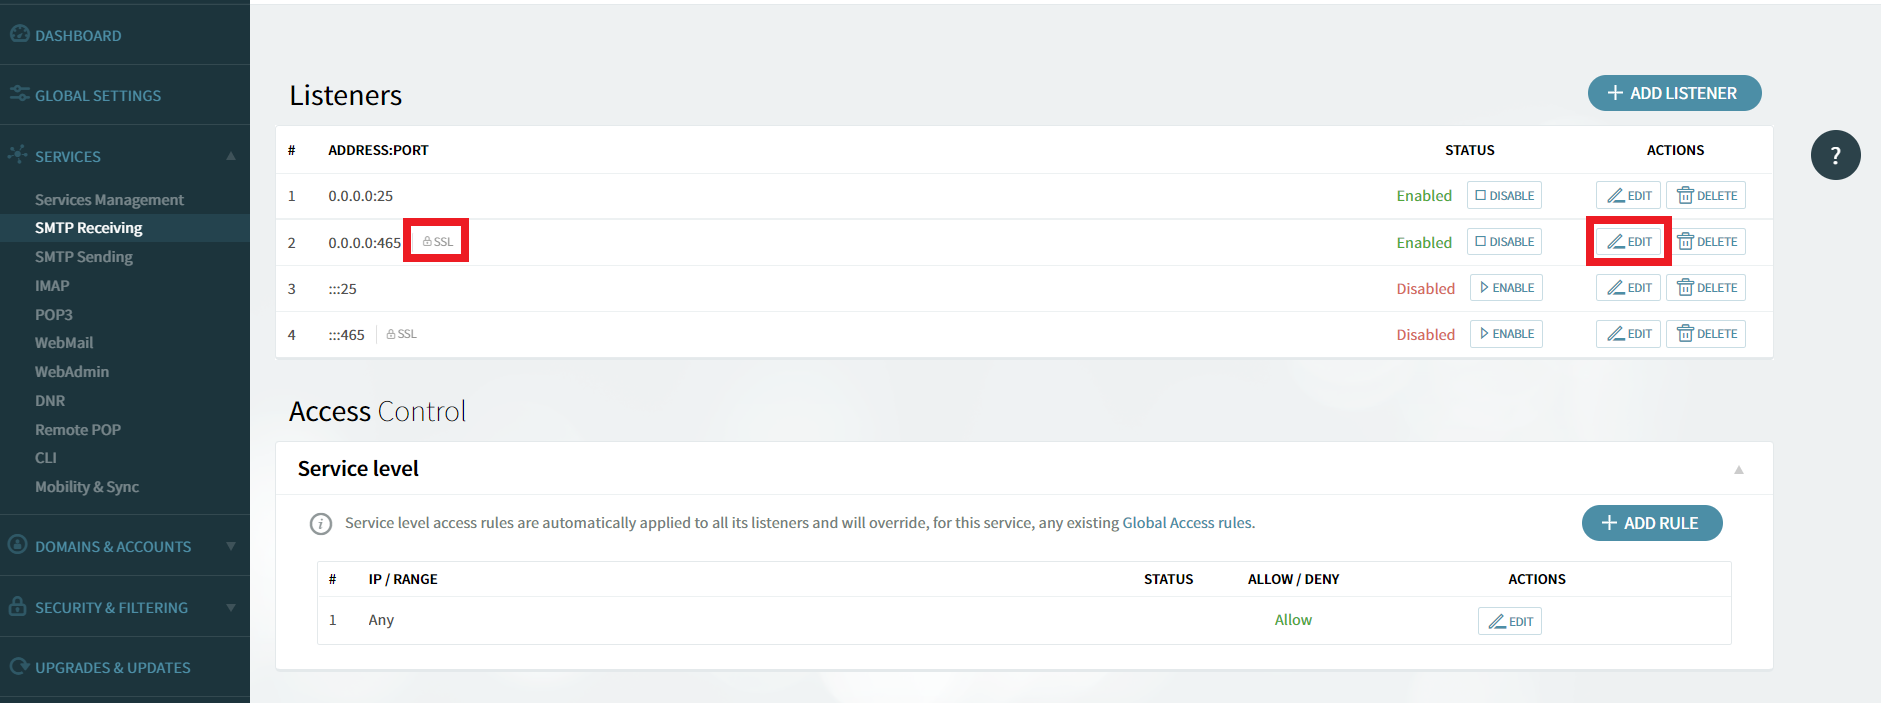 DASHBOARD
GLOBAL SETTINGS
SERVICES
Services Management
SMTP Receiving
SMTP Sending
IMAP
POP3
WebMail
WebAdmin
DNR
Remote POP
CLI
Mobility & Sync
DOMAINS & ACCOUNTS
SECURITY & FILTERING
UPGRADES & UPDATES
Listeners
+ ADD LISTENER
# ADDRESS:PORT STATUS ACTIONS
1 0.0.0.0:25 Enabled DISABLE EDIT DELETE
2 0.0.0.0:465 SSL Enabled DISABLE EDIT DELETE
3 :::25 Disabled ENABLE EDIT DELETE
4 :::465 SSL Disabled ENABLE EDIT DELETE
?
Access Control
Service level
i Service level access rules are automatically applied to all its listeners and will override, for this service, any existing Global Access rules.
+ ADD RULE
# IP / RANGE STATUS ALLOW / DENY ACTIONS
1 Any Allow EDIT